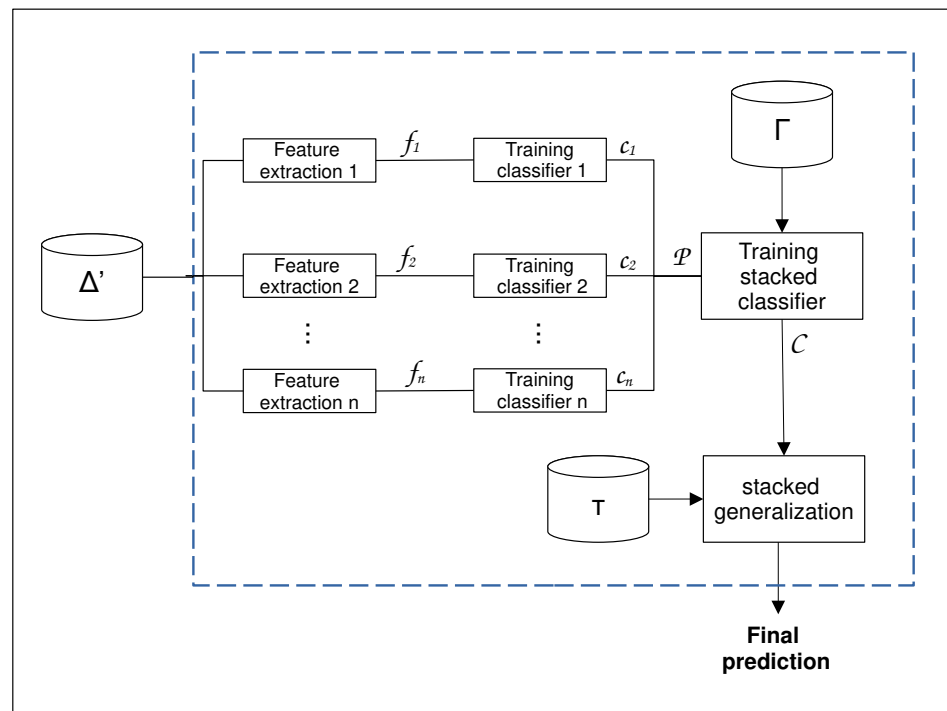 Γ
Feature
extraction 1
f1
Training
classifier 1
c1
Δ'
Feature
extraction 2
f2
Training
classifier 2
c2
P
Training
stacked
classifier
⋮
⋮
C
Feature
extraction n
fn
Training
classifier n
cn
τ
stacked
generalization
Final
prediction